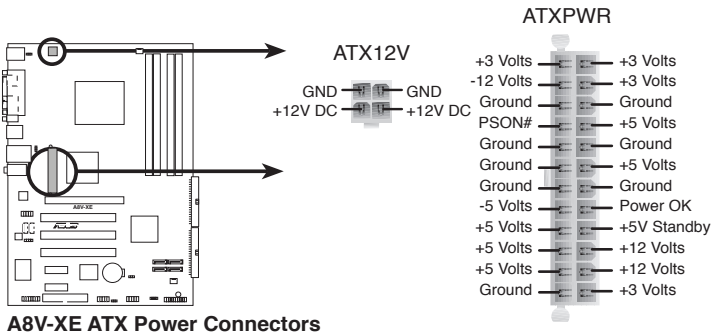 ATXPWR
ATX12V
+3 Volts +3 Volts
-12 Volts +3 Volts
Ground Ground
PSON# +5 Volts
Ground Ground
Ground +5 Volts
Ground Ground
-5 Volts Power OK
+5 Volts +5V Standby
+5 Volts +12 Volts
+5 Volts +12 Volts
Ground +3 Volts
GND GND
+12V DC +12V DC
A8V-XE
A8V-XE ATX Power Connectors